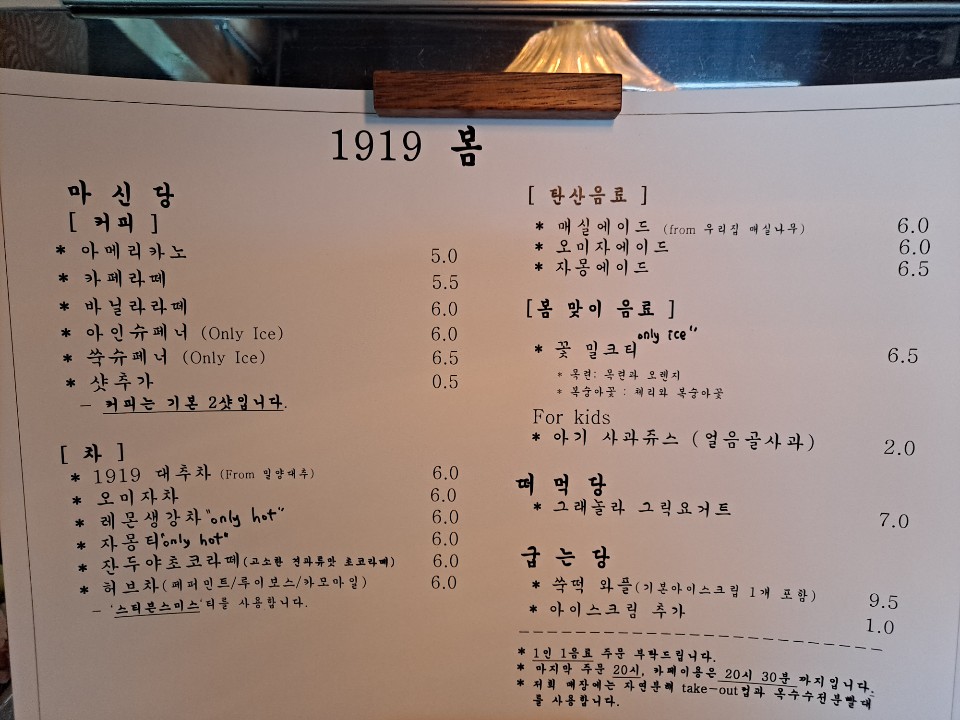 1919 봄
마 신 당
[ 커피 ]
* 아메리카노 5.0
* 카페라떼 5.5
* 바닐라라떼 6.0
* 아인슈페너 (Only Ice) 6.0
* 쑥슈페너 (Only Ice) 6.5
* 샷추가 0.5
- 커피는 기본 2샷입니다.
[ 차 ]
* 1919 대추차 (From 밀양대추) 6.0
* 오미자차 6.0
* 레몬생강차 "only hot" 6.0
* 자몽티 "only hot" 6.0
* 잔두야초코라떼(고소한 견과류맛 초코라떼) 6.0
* 허브차(페퍼민트/루이보스/카모마일) 6.0
- '스티븐스미스'티를 사용합니다.
[ 탄산음료 ]
* 매실에이드 (from 우리집 매실나무) 6.0
* 오미자에이드 6.0
* 자몽에이드 6.5
[봄 맞이 음료 ]
* 꽃 밀크티 only ice" 6.5
* 목련: 목련과 오렌지
* 복숭아꽃 : 체리와 복숭아꽃
For kids
* 아기 사과쥬스 (얼음골사과) 2.0
떠 먹 당
* 그래놀라 그릭요거트 7.0
굽 는 당
* 쑥떡 와플(기본아이스크림 1개 포함) 9.5
* 아이스크림 추가 1.0
* 1인 1음료 주문 부탁드립니다.
* 마지막 주문 20시, 카페이용은 20시 30분 까지입니다.
* 저희 매장에는 자연분해 take-out컵과 옥수수전분빨대
를 사용합니다.